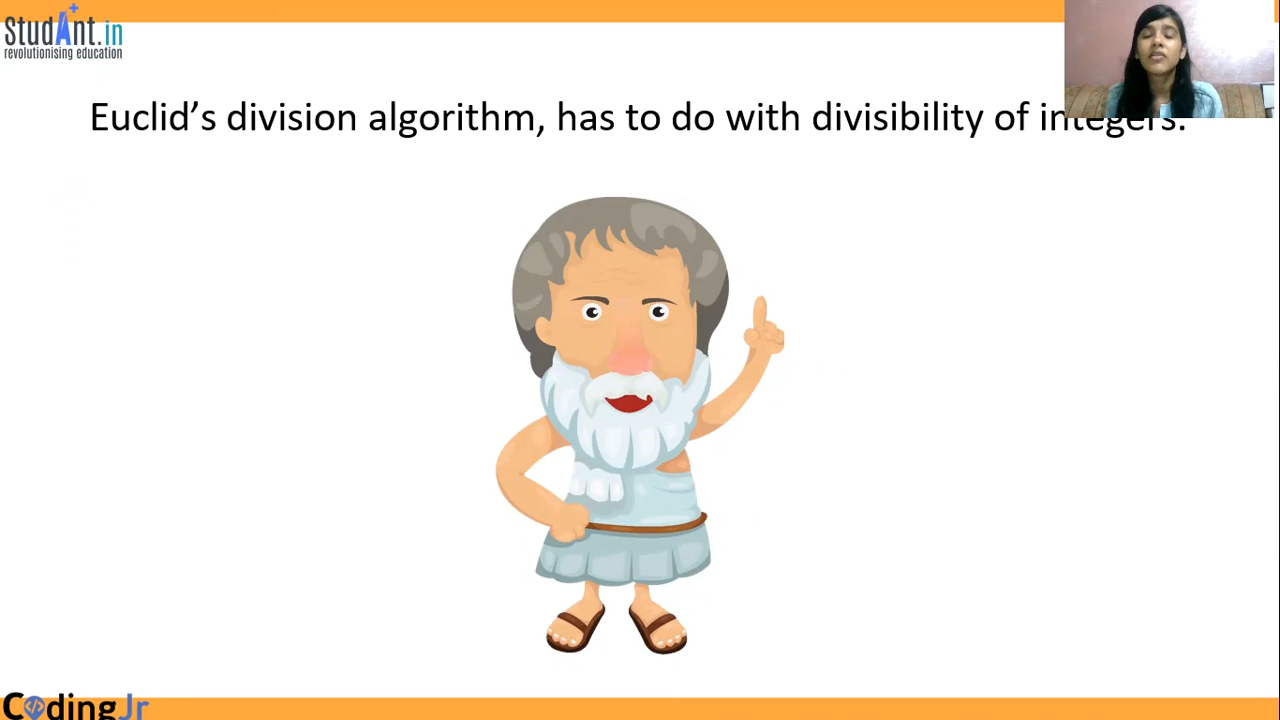 StudAnt.in
revolutionising education
Euclid’s division algorithm, has to do with divisibility of integers.
CodingJr